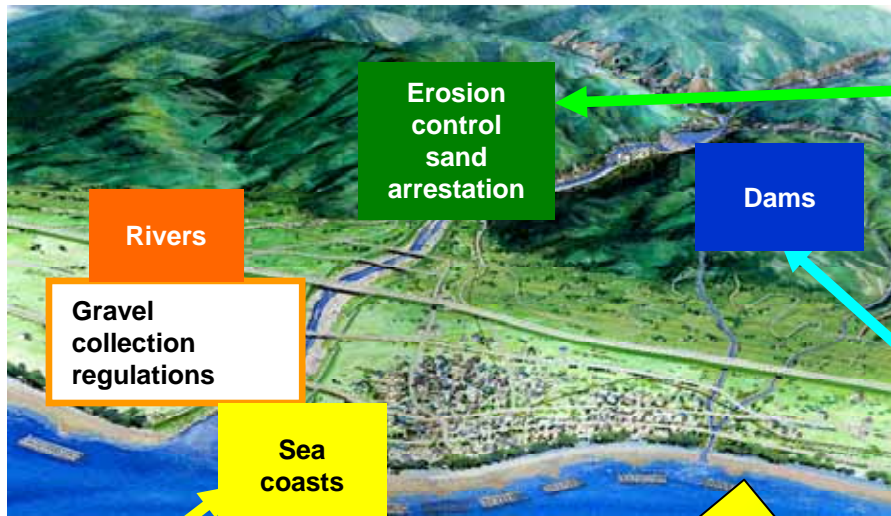 Erosion
control
sand
arrestation
Dams
Rivers
Gravel
collection
regulations
Sea
coasts